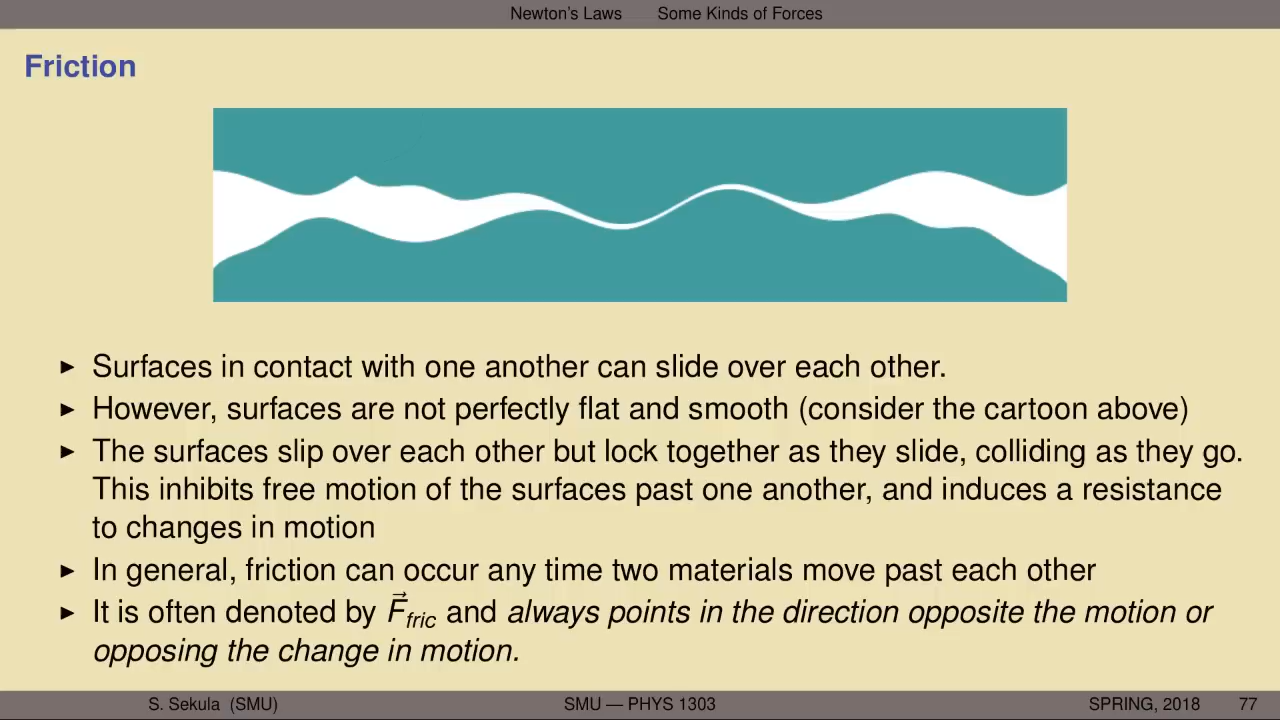 Newton's Laws Some Kinds of Forces
Friction
▶ Surfaces in contact with one another can slide over each other.
▶ However, surfaces are not perfectly flat and smooth (consider the cartoon above)
▶ The surfaces slip over each other but lock together as they slide, colliding as they go.
This inhibits free motion of the surfaces past one another, and induces a resistance
to changes in motion
▶ In general, friction can occur any time two materials move past each other
▶ It is often denoted by F⃗fric and always points in the direction opposite the motion or
opposing the change in motion.
S. Sekula (SMU) SMU — PHYS 1303 SPRING, 2018 77